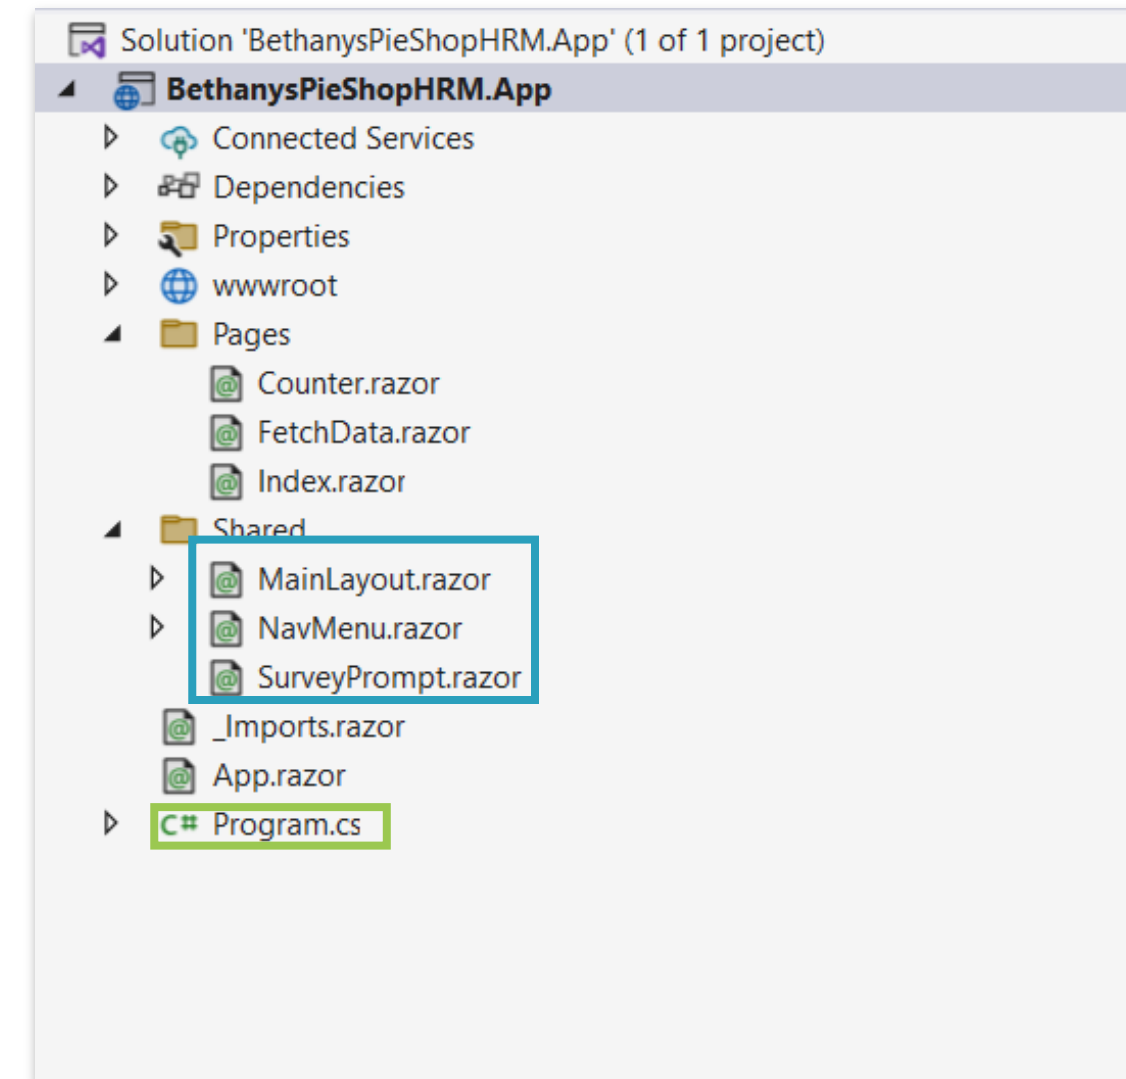 Solution 'BethanysPieShopHRM.App' (1 of 1 project)
BethanysPieShopHRM.App
Connected Services
Dependencies
Properties
wwwroot
Pages
Counter.razor
FetchData.razor
Index.razor
Shared
MainLayout.razor
NavMenu.razor
SurveyPrompt.razor
_Imports.razor
App.razor
C# Program.cs